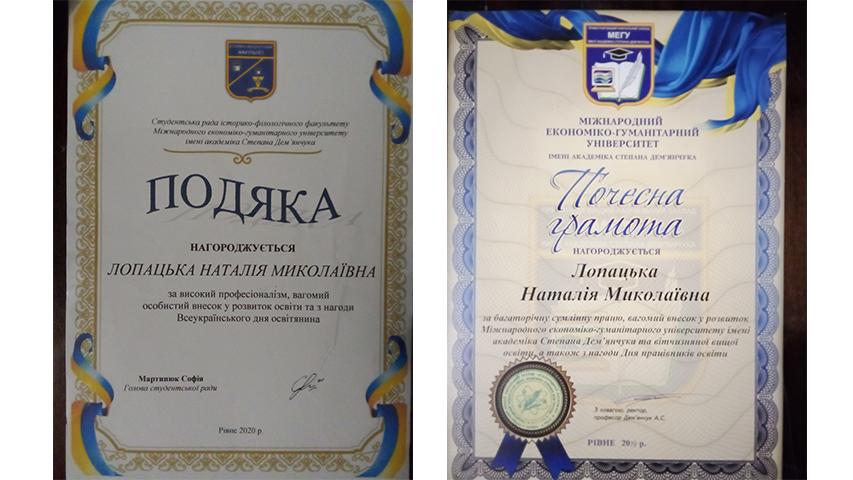 Студентська рада історико-філологічного факультету
Міжнародного економіко-гуманітарного університету
імені академіка Степана Дем'янчука
ПОДЯКА
НАГОРОДЖУЄТЬСЯ
ЛОПАЦЬКА НАТАЛІЯ МИКОЛАЇВНА
за високий професіоналізм, вагомий
особистий внесок у розвиток освіти та з нагоди
Всеукраїнського дня освітянина
Мартинюк Софія
Голова студентської ради
Рівне 2020 р.
МЕГУ
МІЖНАРОДНИЙ
ЕКОНОМІКО-ГУМАНІТАРНИЙ
УНІВЕРСИТЕТ
ІМЕНІ АКАДЕМІКА СТЕПАНА ДЕМ'ЯНЧУКА
Почесна
грамота
НАГОРОДЖУЄТЬСЯ
Лопацька
Наталія Миколаївна
за багаторічну сумлінну працю, вагомий внесок у розвиток
Міжнародного економіко-гуманітарного університету імені
академіка Степана Дем'янчука та вітчизняної вищої
освіти, а також з нагоди Дня працівників освіти
З повагою, ректор,
професор Дем'янчук А.С.
РІВНЕ 2019 р.